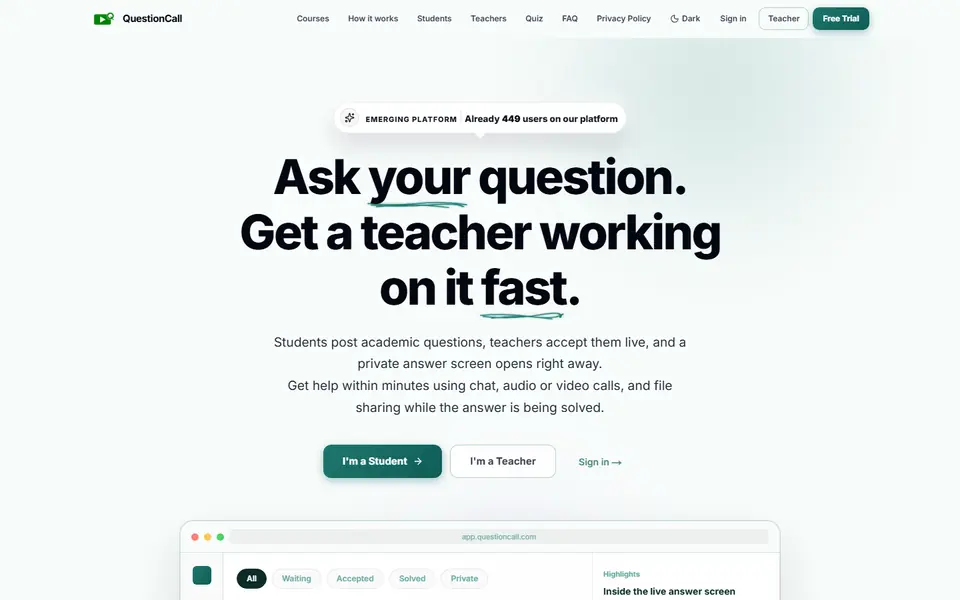 QuestionCall
Courses How it works Students Teachers Quiz FAQ Privacy Policy Dark Sign in Teacher Free Trial
EMERGING PLATFORM Already 449 users on our platform
Ask your question.
Get a teacher working
on it fast.
Students post academic questions, teachers accept them live, and a
private answer screen opens right away.
Get help within minutes using chat, audio or video calls, and file
sharing while the answer is being solved.
I'm a Student → I'm a Teacher Sign in →
app.questioncall.com
All Waiting Accepted Solved Private
Highlights
Inside the live answer screen